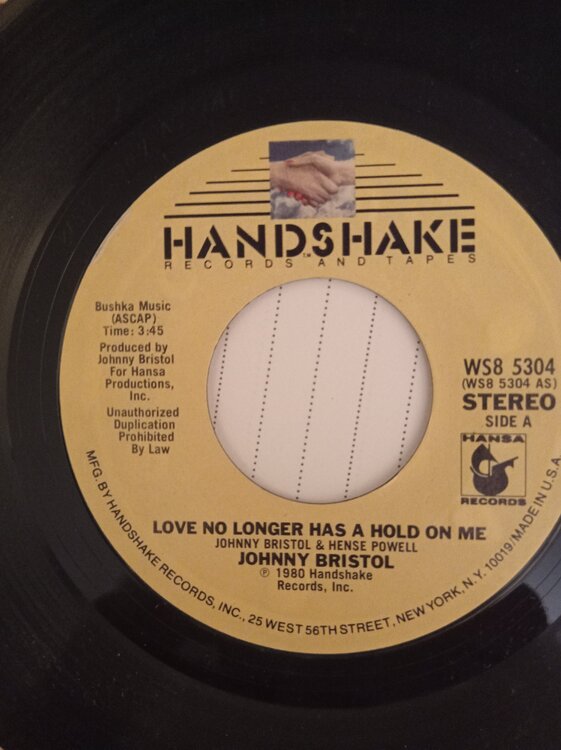 HANDSHAKE
TM
RECORDS AND TAPES
Bushka Music
(ASCAP)
Time: 3:45
Produced by
Johnny Bristol
For Hansa
Productions,
Inc.
Unauthorized
Duplication
Prohibited
By Law
WS8 5304
(WS8 5304 AS)
STEREO
SIDE A
HANSA
RECORDS
LOVE NO LONGER HAS A HOLD ON ME
JOHNNY BRISTOL & HENSE POWELL
JOHNNY BRISTOL
℗ 1980 Handshake
Records, Inc.
MFG. BY HANDSHAKE RECORDS, INC., 25 WEST 56TH STREET, NEW YORK, N.Y. 10019/MADE IN U.S.A.